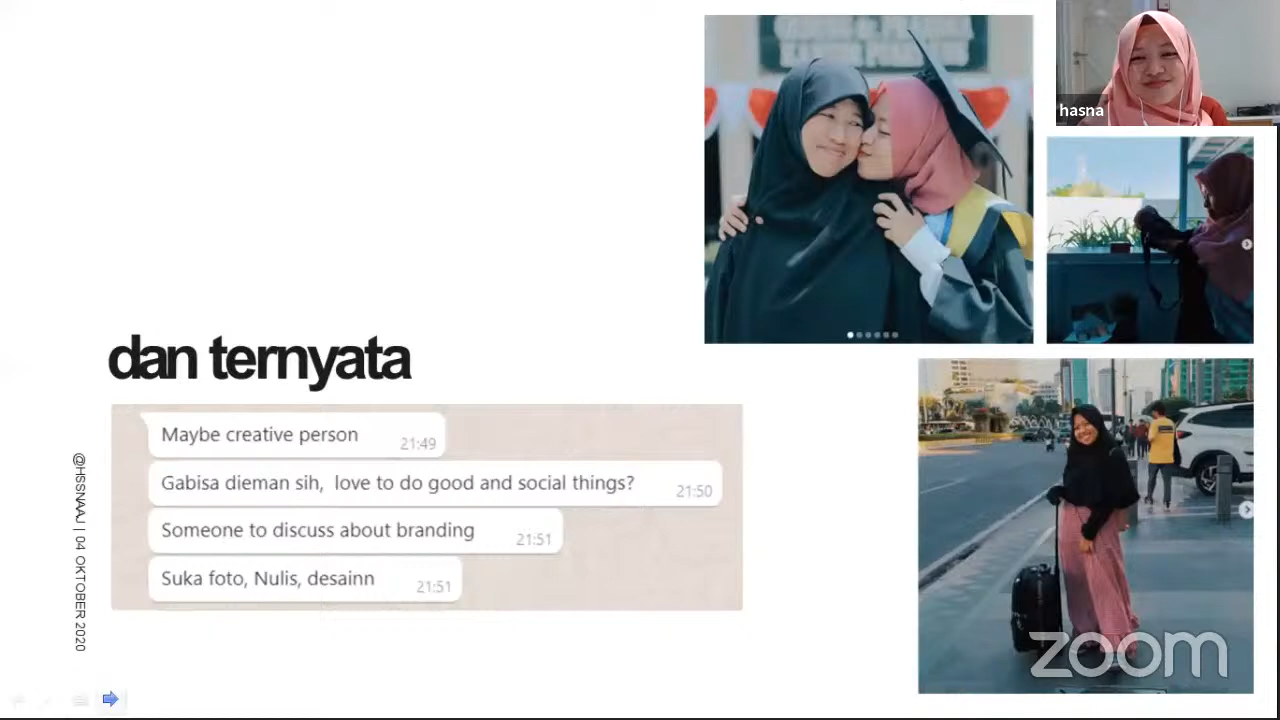 hasna
dan ternyata
Maybe creative person 21:49
Gabisa dieman sih, love to do good and social things? 21:50
Someone to discuss about branding 21:51
Suka foto, Nulis, desainn 21:51
@HSSNAAJ | 04 OKTOBER 2020
zoom